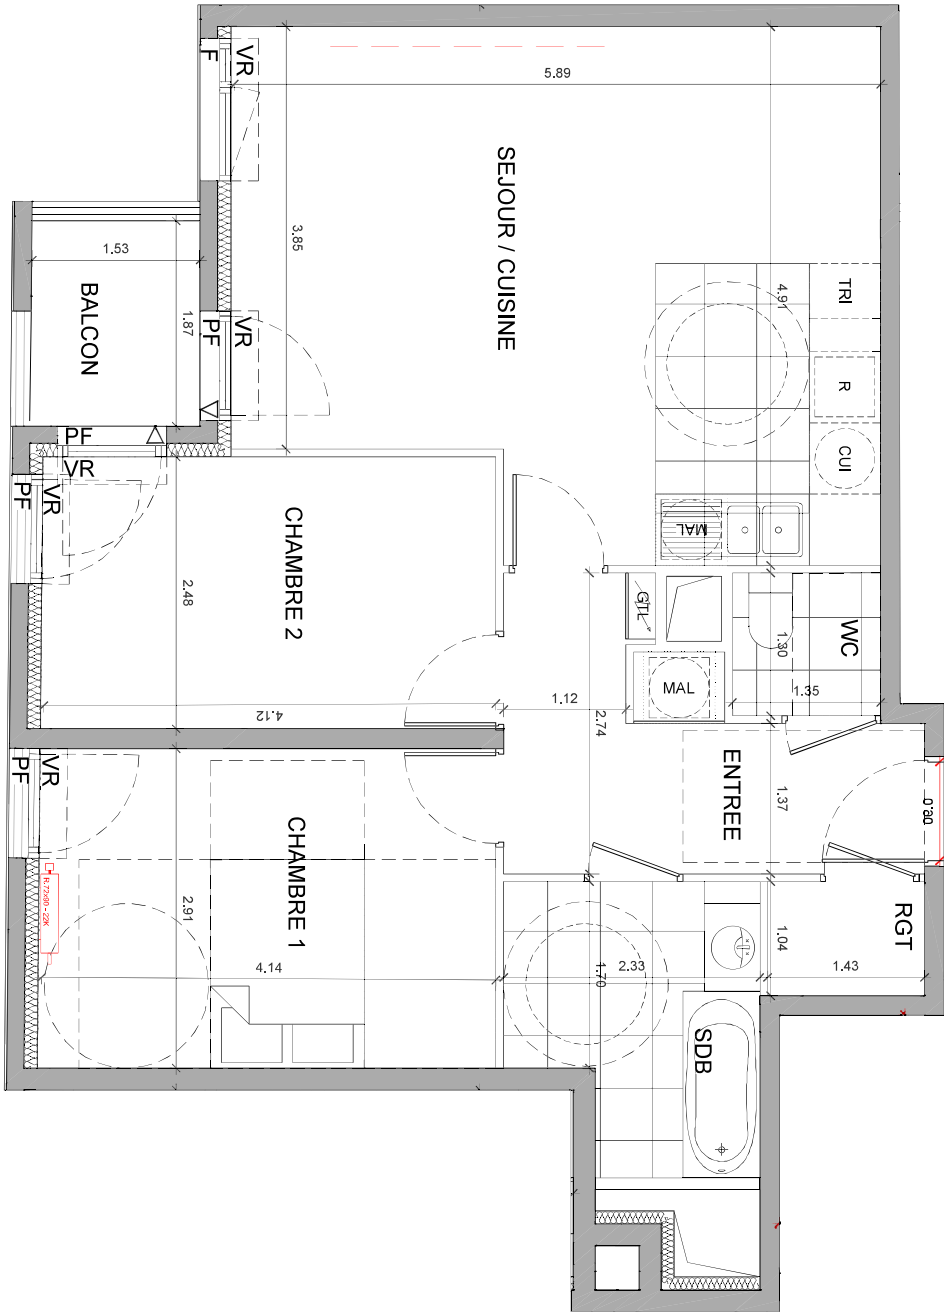 VR
F
5.89
SEJOUR / CUISINE
3.85
4.91
TRI
R
CUI
MAL
1.53
BALCON
1.87
PF
VR
PF
VR
PF
VR
CHAMBRE 2
2.48
4.12
GTL
MAL
WC
1.30
1.35
1.12
2.74
ENTREE
1.37
0.90
PF
VR
CHAMBRE 1
2.91
4.14
R.72x90 - 22K
RGT
1.04
1.43
2.33
1.70
SDB